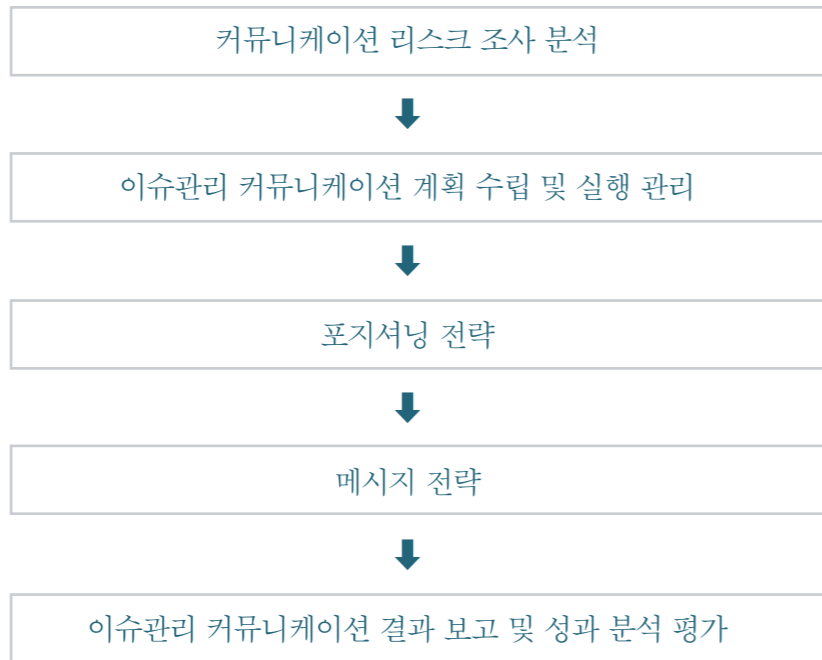 커뮤니케이션 리스크 조사 분석
이슈관리 커뮤니케이션 계획 수립 및 실행 관리
포지셔닝 전략
메시지 전략
이슈관리 커뮤니케이션 결과 보고 및 성과 분석 평가